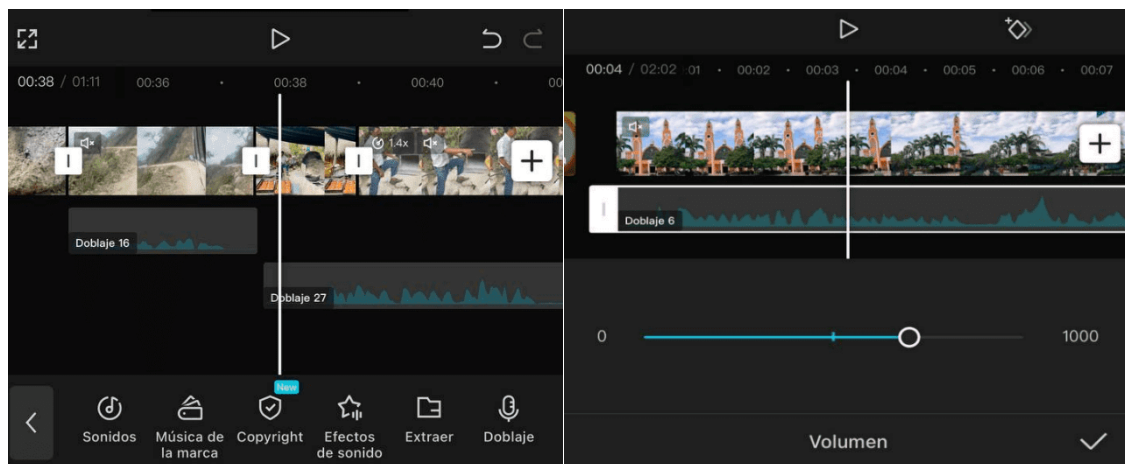 00:38 / 01:11 00:36 00:38 00:40 00
1.4x
Doblaje 16
Doblaje 27
New
Sonidos
Música de la marca
Copyright
Efectos de sonido
Extraer
Doblaje
00:04 / 02:02 01 00:02 00:03 00:04 00:05 00:06 00:07
Doblaje 6
0 1000
Volumen